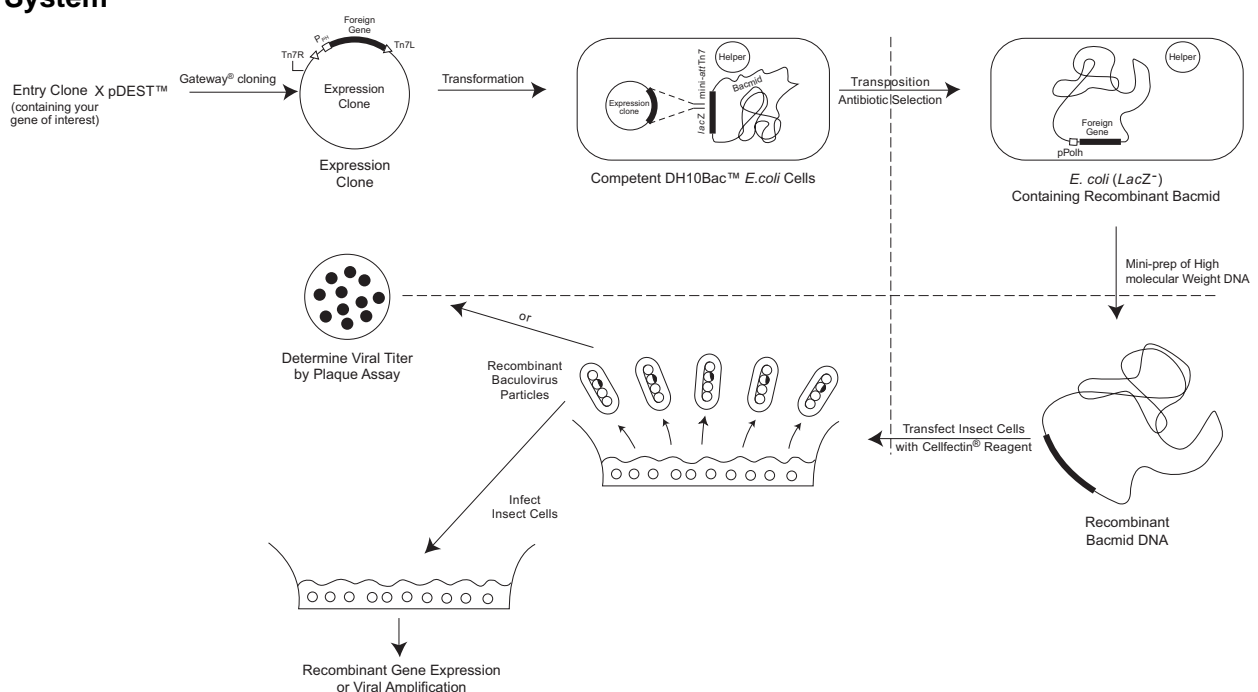 System
Foreign
Gene
PPH
Tn7R
Tn7L
Entry Clone X pDEST™
(containing your
gene of interest)
Gateway® cloning
Expression
Clone
Expression
Clone
Transformation
Expression
clone
lacZ mini-attTn7
Helper
Bacmid
Competent DH10Bac™ E.coli Cells
Transposition
Antibiotic Selection
Helper
Foreign
Gene
pPolh
E. coli (LacZ-)
Containing Recombinant Bacmid
Mini-prep of High
molecular Weight DNA
Determine Viral Titer
by Plaque Assay
or
Recombinant
Baculovirus
Particles
Transfect Insect Cells
with Cellfectin® Reagent
Infect
Insect Cells
Recombinant
Bacmid DNA
Recombinant Gene Expression
or Viral Amplification